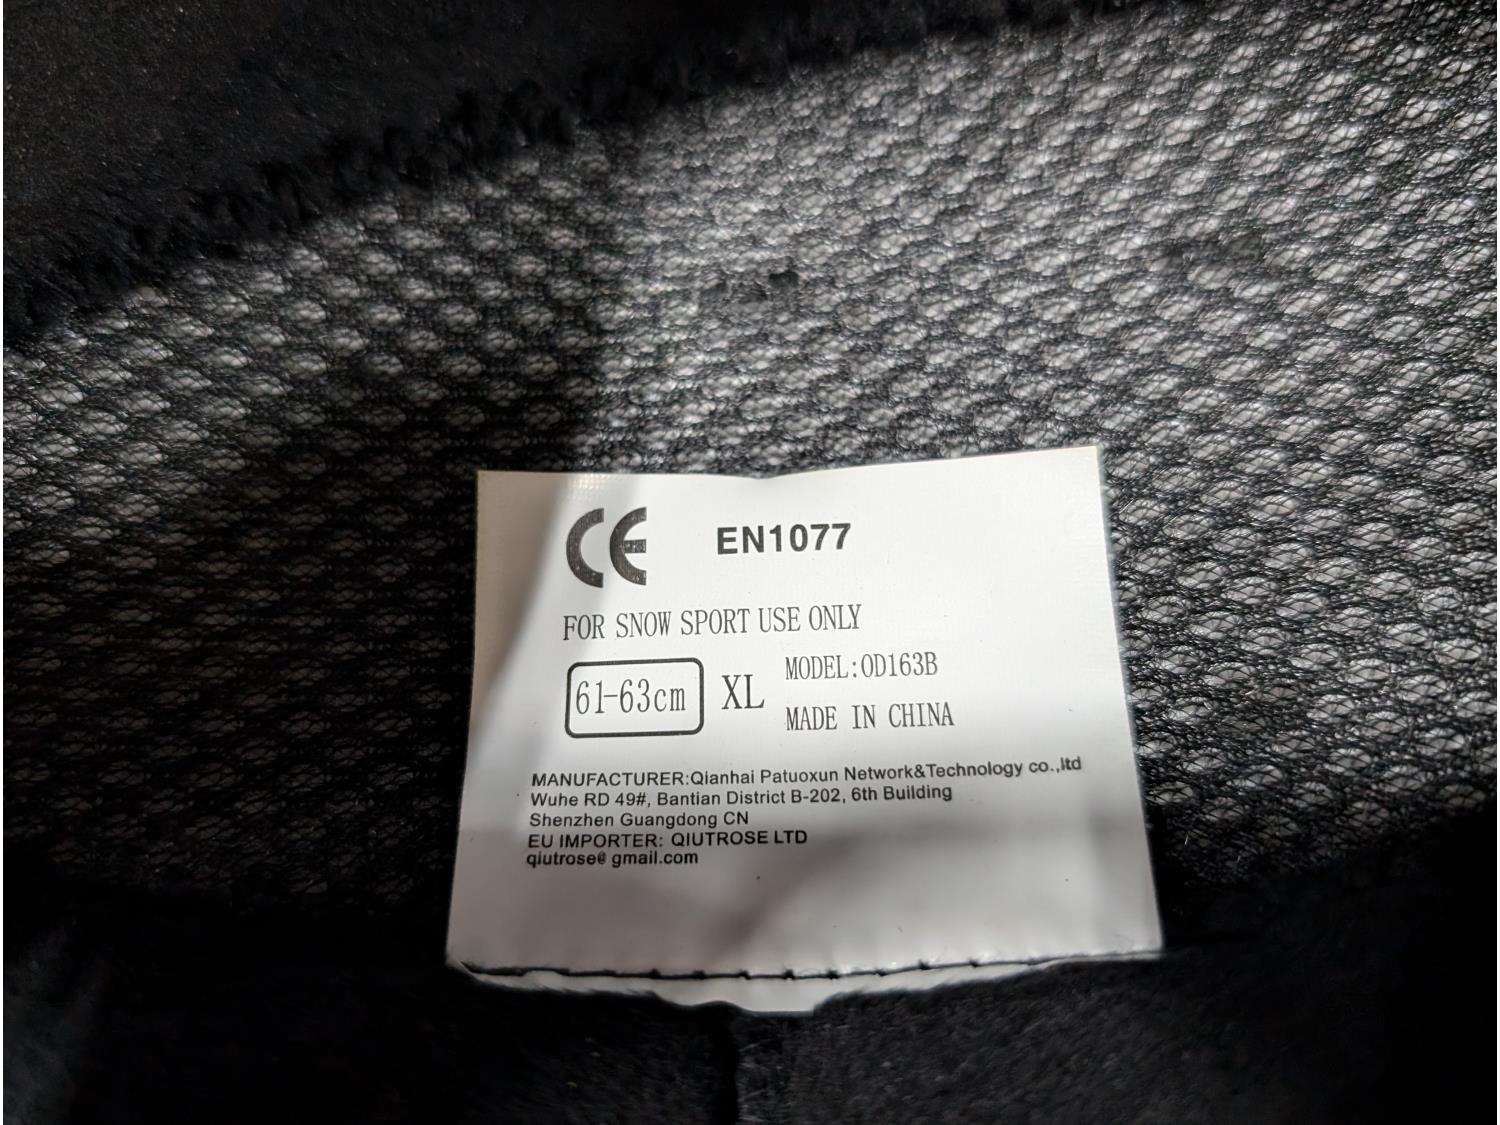 CE EN1077
FOR SNOW SPORT USE ONLY
61-63cm XL MODEL:OD163B
MADE IN CHINA
MANUFACTURER:Qianhai Patuoxun Network&Technology co.,ltd
Wuhe RD 49#, Bantian District B-202, 6th Building
Shenzhen Guangdong CN
EU IMPORTER: QIUTROSE LTD
qiutrose@ gmail.com